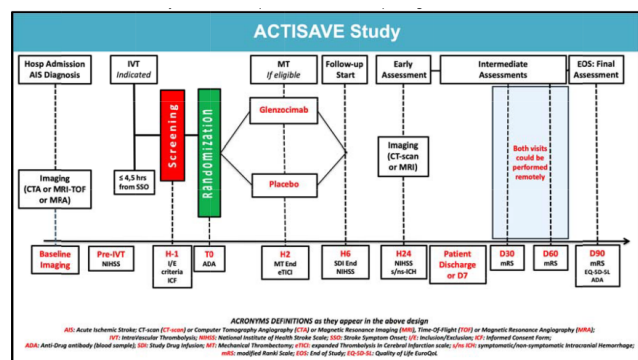 ACTISAVE Study
Hosp Admission
AIS Diagnosis
IVT
Indicated
MT
If eligible
Follow-up
Start
Early
Assessment
Intermediate
Assessments
EOS: Final
Assessment
Screening
Randomization
Glenzocimab
Placebo
Imaging
(CTA or MRI-TOF
or MRA)
≤ 4,5 hrs
from SSO
Imaging
(CT-scan
or MRI)
Both visits
could be
performed
remotely
Baseline
Imaging
Pre-IVT
NIHSS
H-1
I/E
criteria
ICF
T0
ADA
H2
MT End
eTICI
H6
SDI End
NIHSS
H24
NIHSS
s/ns-ICH
Patient
Discharge
or D7
D30
mRS
D60
mRS
D90
mRS
EQ-5D-5L
ADA
ACRONYMS DEFINITIONS as they appear in the above design
AIS: Acute Ischemic Stroke; CT-scan (CT-scan) or Computer Tomography Angiography (CTA) or Magnetic Resonance Imaging (MRI), Time-Of-Flight (TOF) or Magnetic Resonance Angiography (MRA);
IVT: IntraVenous Thrombolysis; NIHSS: National Institute of Health Stroke Scale; SSO: Stroke Symptom Onset; I/E: Inclusion/Exclusion; ICF: Informed Consent Form;
ADA: Anti-Drug antibody (blood sample); SDI: Study Drug Infusion; MT: Mechanical Thrombectomy; eTICI: expanded Thrombolysis In Cerebral Infarction scale; s/ns ICH: symptomatic/non-symptomatic Intracranial Hemorrhage;
mRS: modified Ranki Scale; EOS: End of Study; EQ-5D-5L: Quality of Life EuroQol.